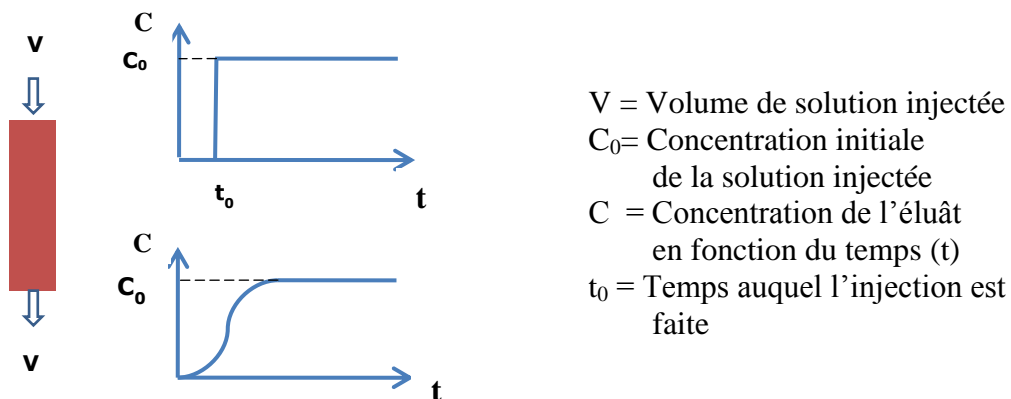 V
V
C
C₀
t₀
t
C
C₀
t
V = Volume de solution injectée
C₀= Concentration initiale
de la solution injectée
C = Concentration de l'éluât
en fonction du temps (t)
t₀ = Temps auquel l'injection est
faite